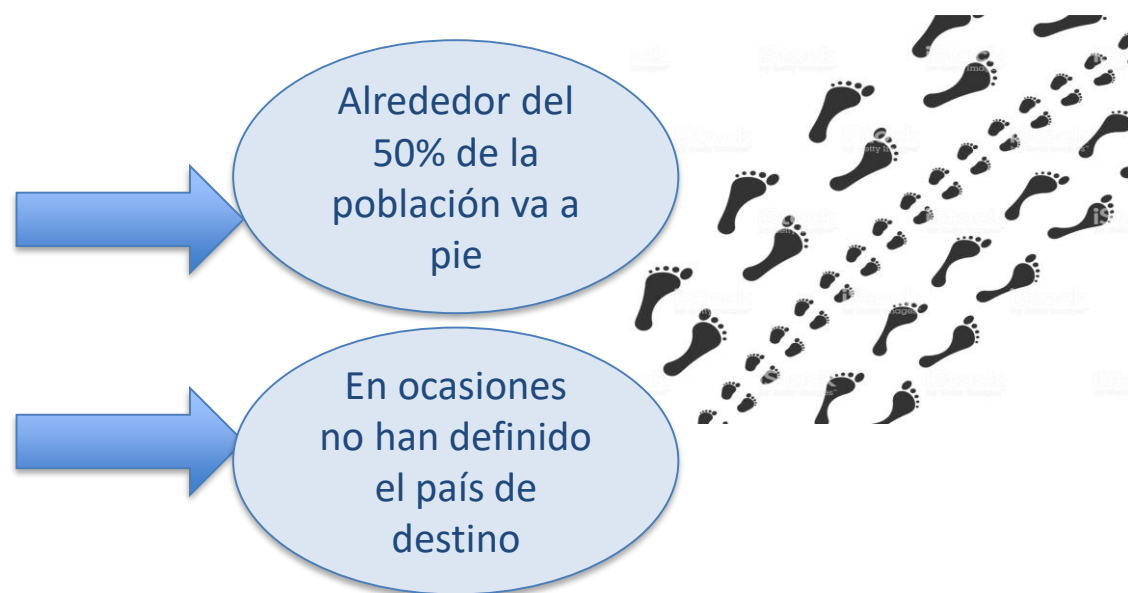 Alrededor del
50% de la
población va a
pie
En ocasiones
no han definido
el país de
destino